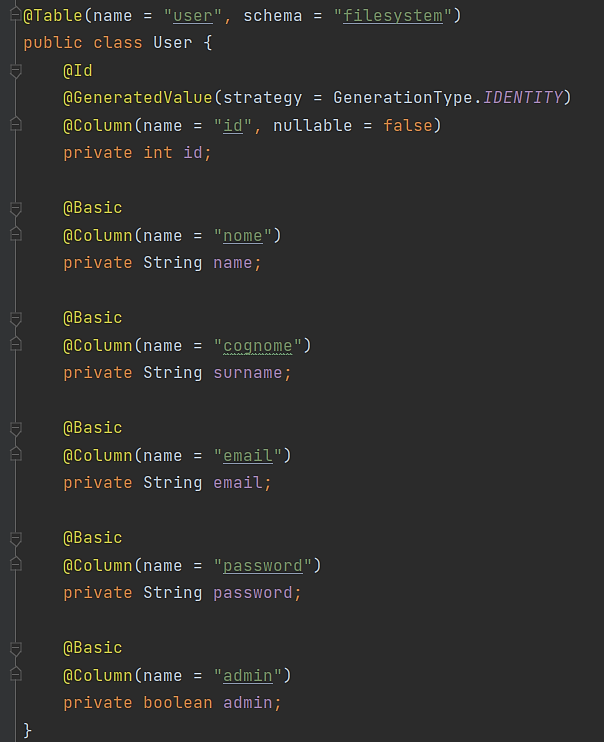 @Table(name = "user", schema = "filesystem")
public class User {
@Id
@GeneratedValue(strategy = GenerationType.IDENTITY)
@Column(name = "id", nullable = false)
private int id;
@Basic
@Column(name = "nome")
private String name;
@Basic
@Column(name = "cognome")
private String surname;
@Basic
@Column(name = "email")
private String email;
@Basic
@Column(name = "password")
private String password;
@Basic
@Column(name = "admin")
private boolean admin;
}